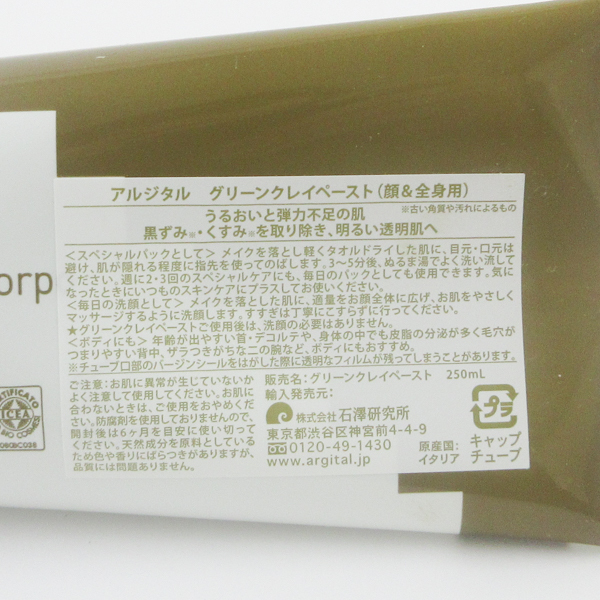 アルジタル　グリーンクレイペースト(顔&全身用)
うるおいと弾力不足の肌
※古い角質や汚れによるもの
黒ずみ※・くすみ※を取り除き、明るい透明肌へ
<スペシャルパックとして> メイクを落とし軽くタオルドライした肌に、目元・口元は
避け、肌が隠れる程度に指先を使ってのばします。3〜5分後、ぬるま湯でよく洗い流して
ください。週に2・3回のスペシャルケアにも、毎日のパックとしても使用できます。気に
なったときにいつものスキンケアにプラスしてお使いください。
<毎日の洗顔として> メイクを落とした肌に、適量をお顔全体に広げ、お肌をやさしく
マッサージするように洗顔します。すすぎは丁寧にこすらずに行ってください。
★グリーンクレイペーストご使用後は、洗顔の必要はありません。
<ボディにも> 年齢が出やすい首・デコルテや、身体の中でも皮脂の分泌が多く毛穴が
つまりやすい背中、ザラつきがちな二の腕など、ボディにもおすすめ。
※チューブ口部のバージンシールをはがした際に透明なフィルムが残ってしまうことがあります。
ご注意:お肌に異常が生じていないか
よく注意して使用してください。お肌に
合わないときは、ご使用をおやめくだ
さい。防腐剤を使用しておりませんので、
開封後は6ヶ月を目安に使い切って
ください。天然成分を原料としている
ため色や香りにばらつきがありますが、
品質には問題ありません。
販売名:グリーンクレイペースト　250mL
輸入発売元:
株式会社 石澤研究所
東京都渋谷区神宮前4-4-9
0120-49-1430
www.argital.jp
プラ
原産国:
イタリア
キャップ
チューブ
orp
ICEA